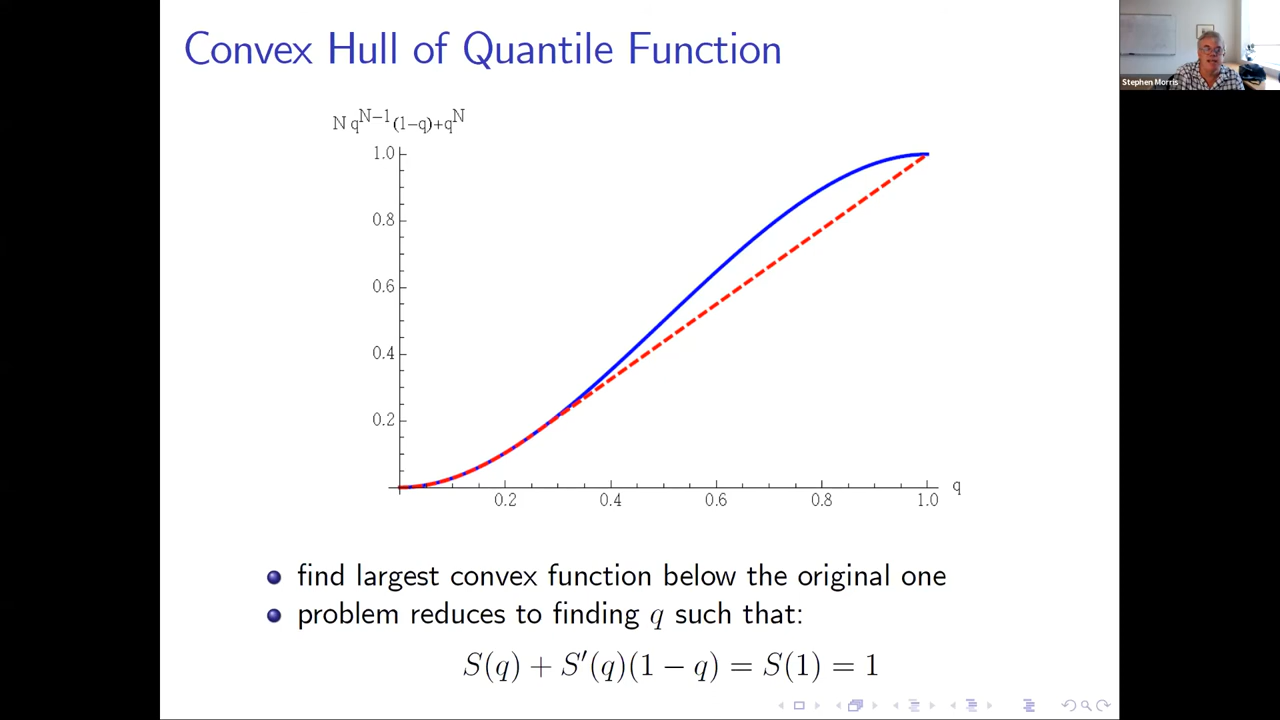 Convex Hull of Quantile Function
Stephen Morris
N q^{N-1} (1-q)+q^N
1.0
0.8
0.6
0.4
0.2
0.2 0.4 0.6 0.8 1.0 q
find largest convex function below the original one
problem reduces to finding q such that:
S(q) + S′(q)(1 − q) = S(1) = 1